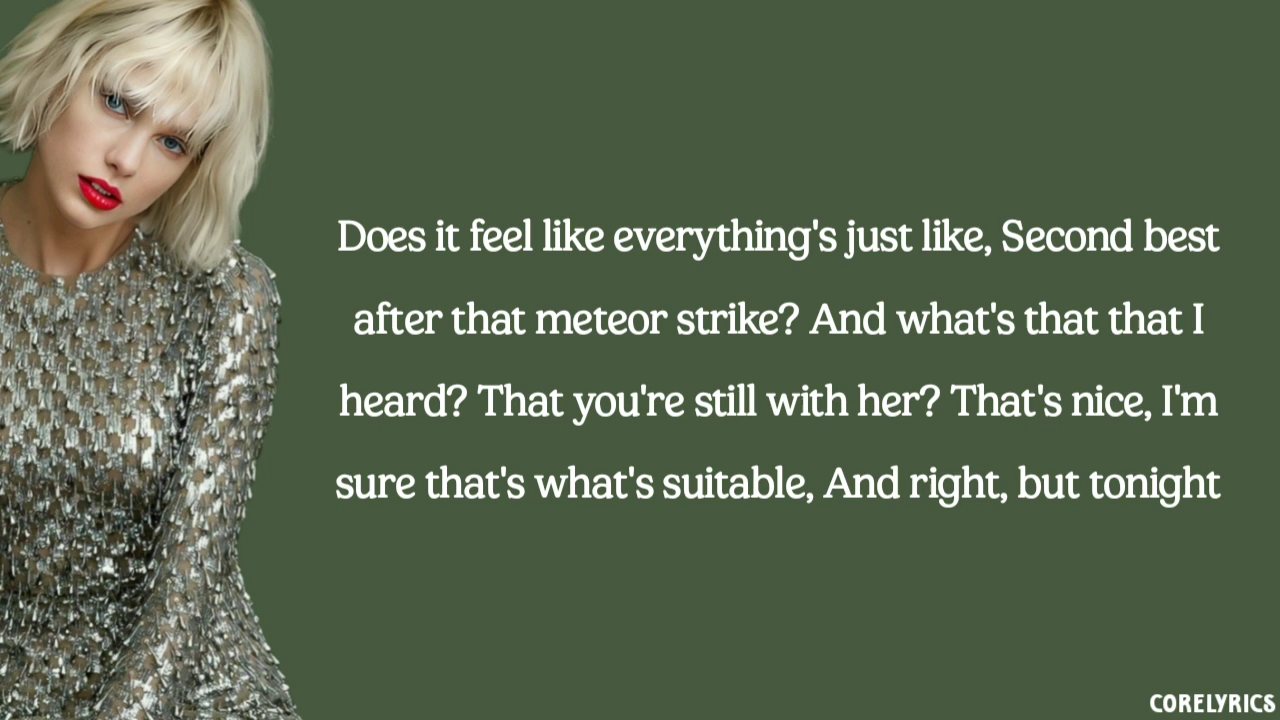 Does it feel like everything's just like, Second best
after that meteor strike? And what's that that I
heard? That you're still with her? That's nice, I'm
sure that's what's suitable, And right, but tonight
CORELYRICS